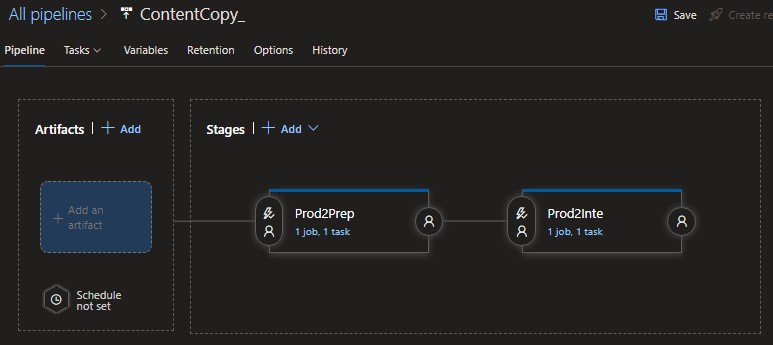 All pipelines > ContentCopy_
Save
Create re
Pipeline Tasks Variables Retention Options History
Artifacts | + Add
Stages | + Add
+ Add an
artifact
Schedule
not set
Prod2Prep
1 job, 1 task
Prod2Inte
1 job, 1 task